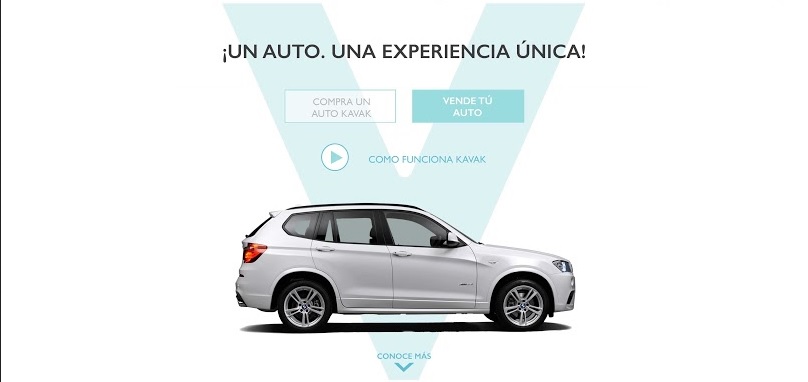 ¡UN AUTO. UNA EXPERIENCIA ÚNICA!
COMPRA UN
AUTO KAVAK
VENDE TÚ
AUTO
COMO FUNCIONA KAVAK
CONOCE MÁS